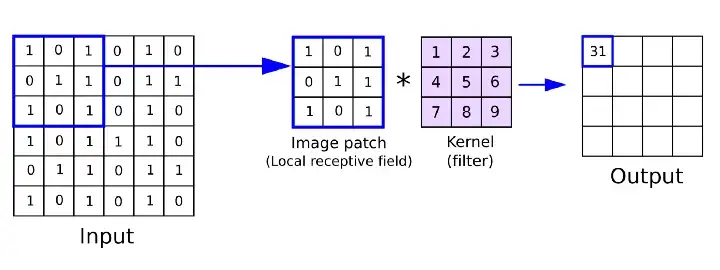 1 0 1 0 1 0
0 1 1 0 1 1
1 0 1 0 1 0
1 0 1 1 1 0
0 1 1 0 1 1
1 0 1 0 1 0
Input
1 0 1
0 1 1
1 0 1
Image patch
(Local receptive field)
*
1 2 3
4 5 6
7 8 9
Kernel
(filter)
31
Output